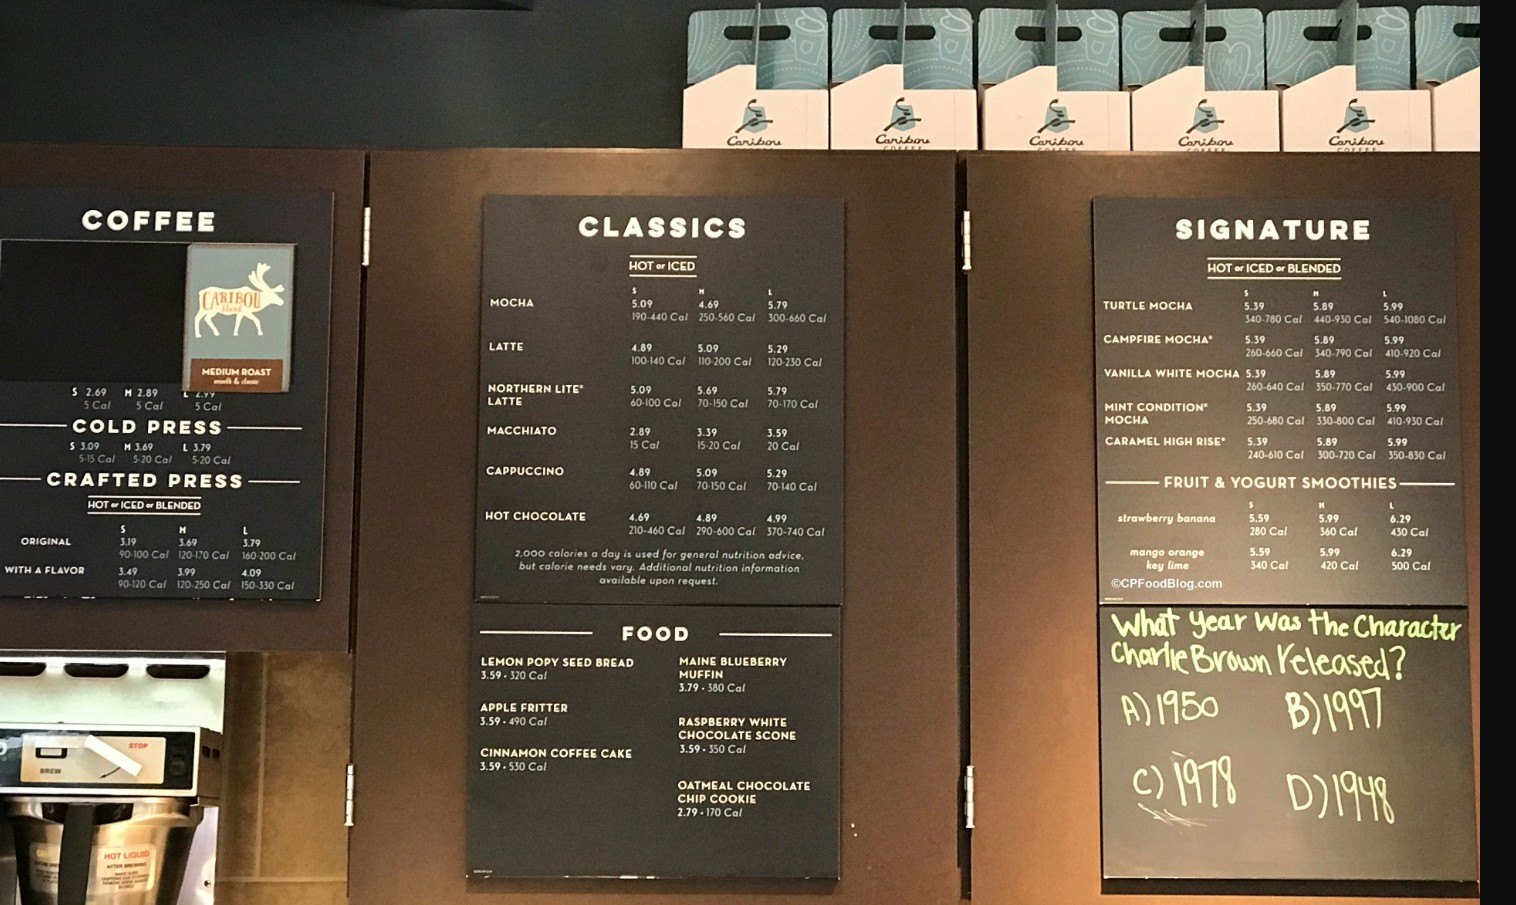 Caribou
COFFEE
Caribou
COFFEE
Caribou
COFFEE
Caribou
COFFEE
Caribou
COFFEE
COFFEE
CARIBOU
blend
MEDIUM ROAST
smooth & classic
S 2.69 M 2.89 L 2.99
5 Cal 5 Cal 5 Cal
COLD PRESS
S 3.09 M 3.69 L 3.79
5-15 Cal 5-20 Cal 5-20 Cal
CRAFTED PRESS
HOT or ICED or BLENDED
S M L
ORIGINAL 3.19 3.69 3.79
90-100 Cal 120-170 Cal 160-200 Cal
WITH A FLAVOR 3.49 3.99 4.09
90-120 Cal 120-250 Cal 150-330 Cal
BREW
STOP
HOT LIQUID
AFTER BREWING
CLASSICS
HOT or ICED
S M L
MOCHA 5.09 4.69 5.79
190-440 Cal 250-560 Cal 300-660 Cal
LATTE 4.89 5.09 5.29
100-140 Cal 110-200 Cal 120-230 Cal
NORTHERN LITE® 5.09 5.69 5.79
LATTE 60-100 Cal 70-150 Cal 70-170 Cal
MACCHIATO 2.89 3.39 3.59
15 Cal 15-20 Cal 20 Cal
CAPPUCCINO 4.89 5.09 5.29
60-110 Cal 70-150 Cal 70-140 Cal
HOT CHOCOLATE 4.69 4.89 4.99
210-460 Cal 290-600 Cal 370-740 Cal
2,000 calories a day is used for general nutrition advice,
but calorie needs vary. Additional nutrition information
available upon request.
FOOD
LEMON POPY SEED BREAD
3.59 • 320 Cal
APPLE FRITTER
3.59 • 490 Cal
CINNAMON COFFEE CAKE
3.59 • 530 Cal
MAINE BLUEBERRY
MUFFIN
3.79 • 380 Cal
RASPBERRY WHITE
CHOCOLATE SCONE
3.59 • 350 Cal
OATMEAL CHOCOLATE
CHIP COOKIE
2.79 • 170 Cal
SIGNATURE
HOT or ICED or BLENDED
S M L
TURTLE MOCHA 5.39 5.89 5.99
340-780 Cal 440-930 Cal 540-1080 Cal
CAMPFIRE MOCHA® 5.39 5.89 5.99
260-660 Cal 340-790 Cal 410-920 Cal
VANILLA WHITE MOCHA 5.39 5.89 5.99
260-640 Cal 350-770 Cal 430-900 Cal
MINT CONDITION® 5.39 5.89 5.99
MOCHA 250-680 Cal 330-800 Cal 410-930 Cal
CARAMEL HIGH RISE® 5.39 5.89 5.99
240-610 Cal 300-720 Cal 350-830 Cal
FRUIT & YOGURT SMOOTHIES
S M L
strawberry banana 5.59 5.99 6.29
280 Cal 360 Cal 430 Cal
mango orange 5.59 5.99 6.29
key lime 340 Cal 420 Cal 500 Cal
©CPFoodBlog.com
What Year Was the Character
Charlie Brown released?
A) 1950 B) 1997
C) 1978 D) 1948